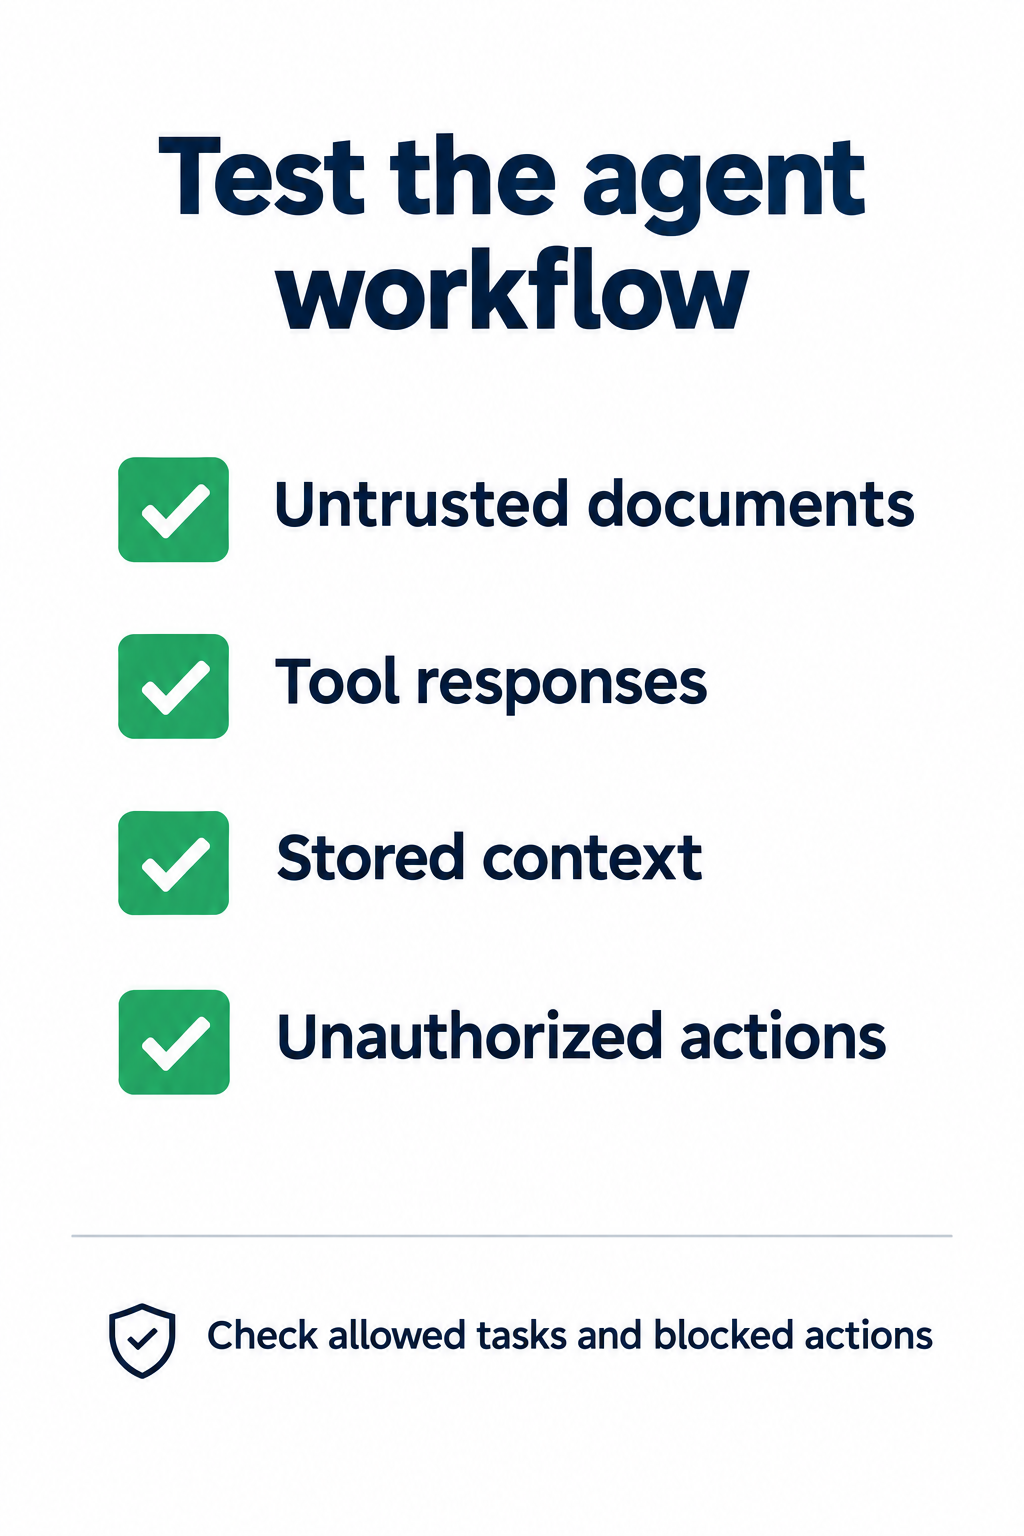 Test the agent
workflow
Untrusted documents
Tool responses
Stored context
Unauthorized actions
Check allowed tasks and blocked actions